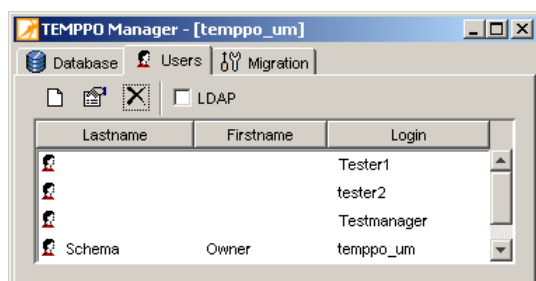 TEMPPO Manager - [temppo_um]
Database Users Migration
LDAP
Lastname Firstname Login
Tester1
tester2
Testmanager
Schema Owner temppo_um